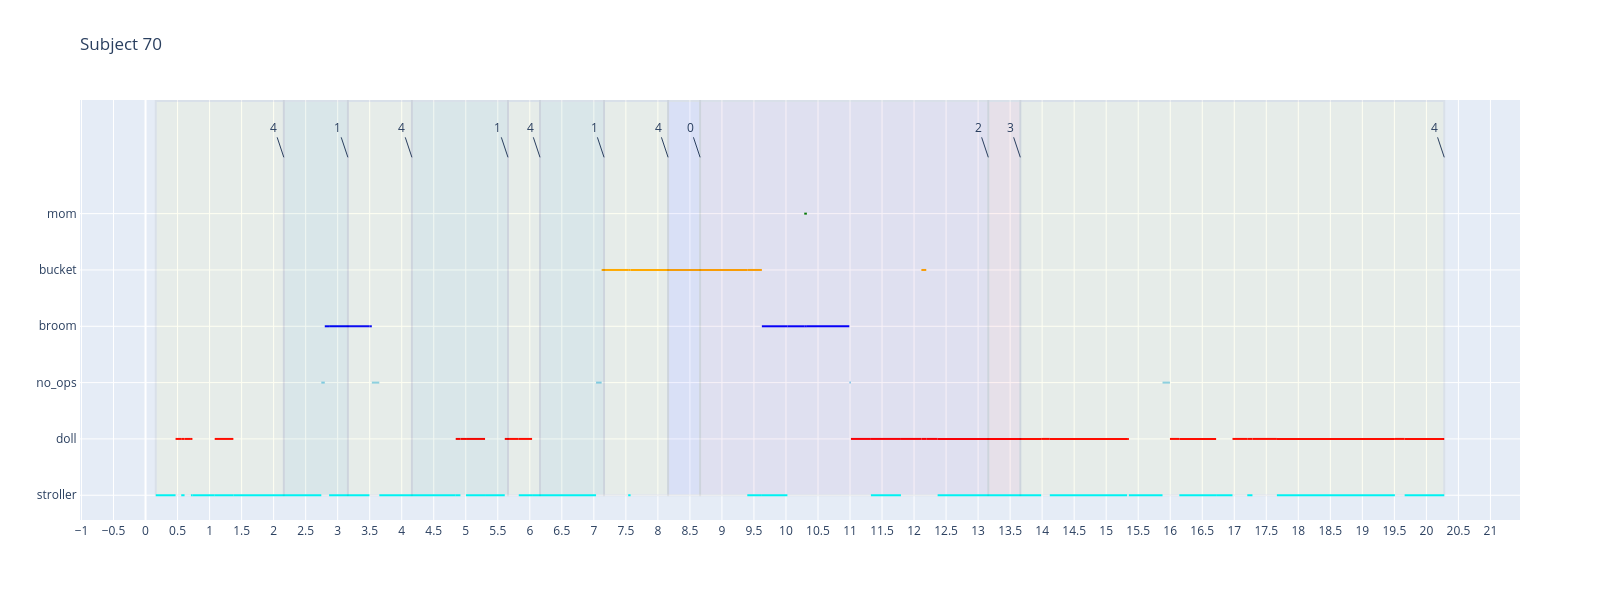 Subject 70
4 1 4 1 4 1 4 0 2 3 4
mom
bucket
broom
no_ops
doll
stroller
−1 −0.5 0 0.5 1 1.5 2 2.5 3 3.5 4 4.5 5 5.5 6 6.5 7 7.5 8 8.5 9 9.5 10 10.5 11 11.5 12 12.5 13 13.5 14 14.5 15 15.5 16 16.5 17 17.5 18 18.5 19 19.5 20 20.5 21